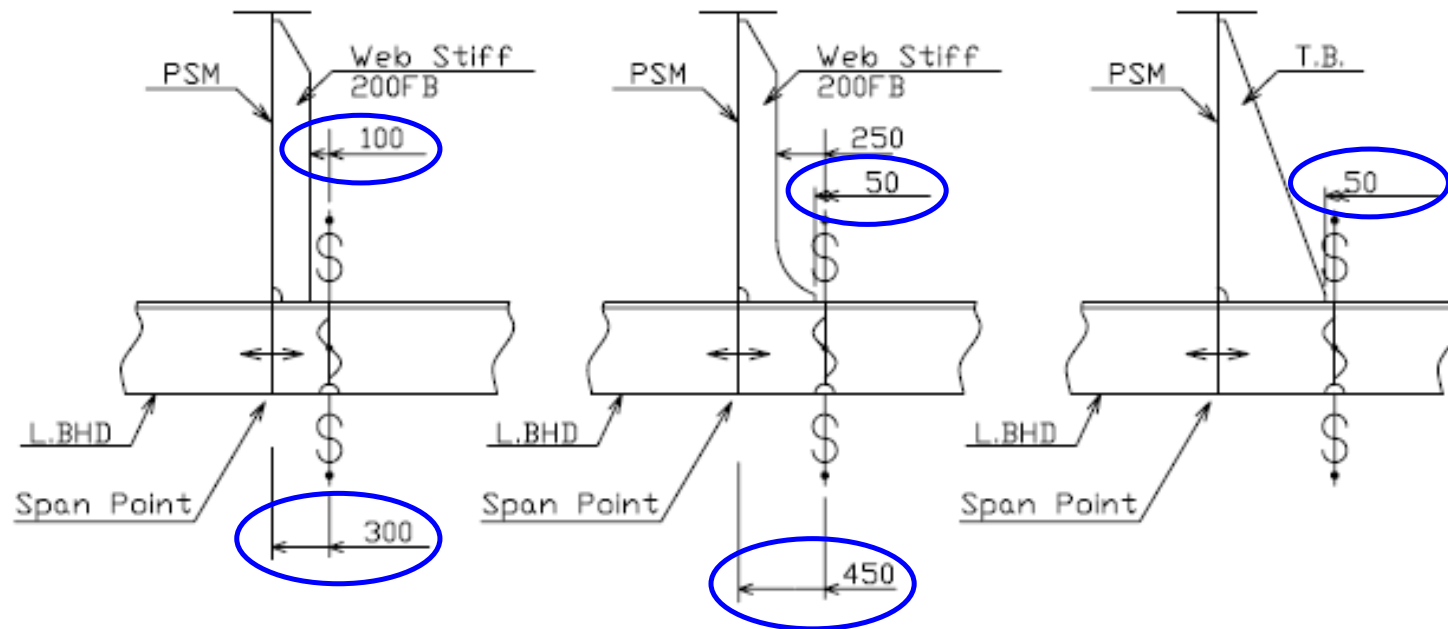 PSM
Web Stiff
200FB
100
L.BHD
Span Point
300
PSM
Web Stiff
200FB
250
50
L.BHD
Span Point
450
PSM
T.B.
50
L.BHD
Span Point